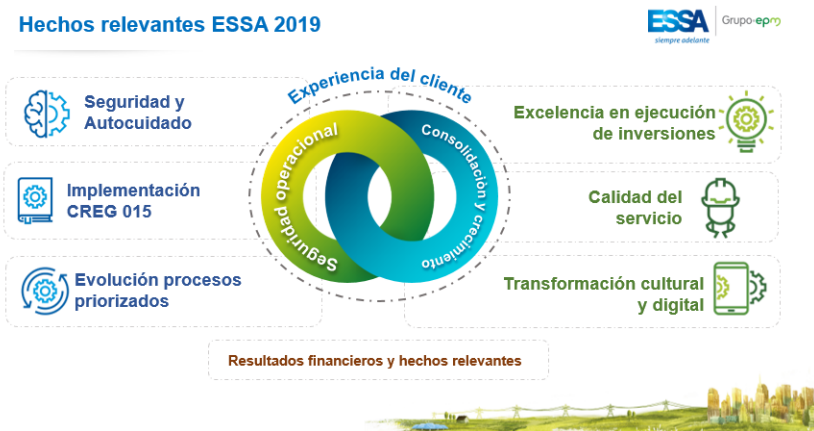 Hechos relevantes ESSA 2019
ESSA
siempre adelante
Grupo·epm
Experiencia del cliente
Seguridad operacional
Consolidación y crecimiento
Seguridad y
Autocuidado
Implementación
CREG 015
Evolución procesos
priorizados
Excelencia en ejecución
de inversiones
Calidad del
servicio
Transformación cultural
y digital
Resultados financieros y hechos relevantes